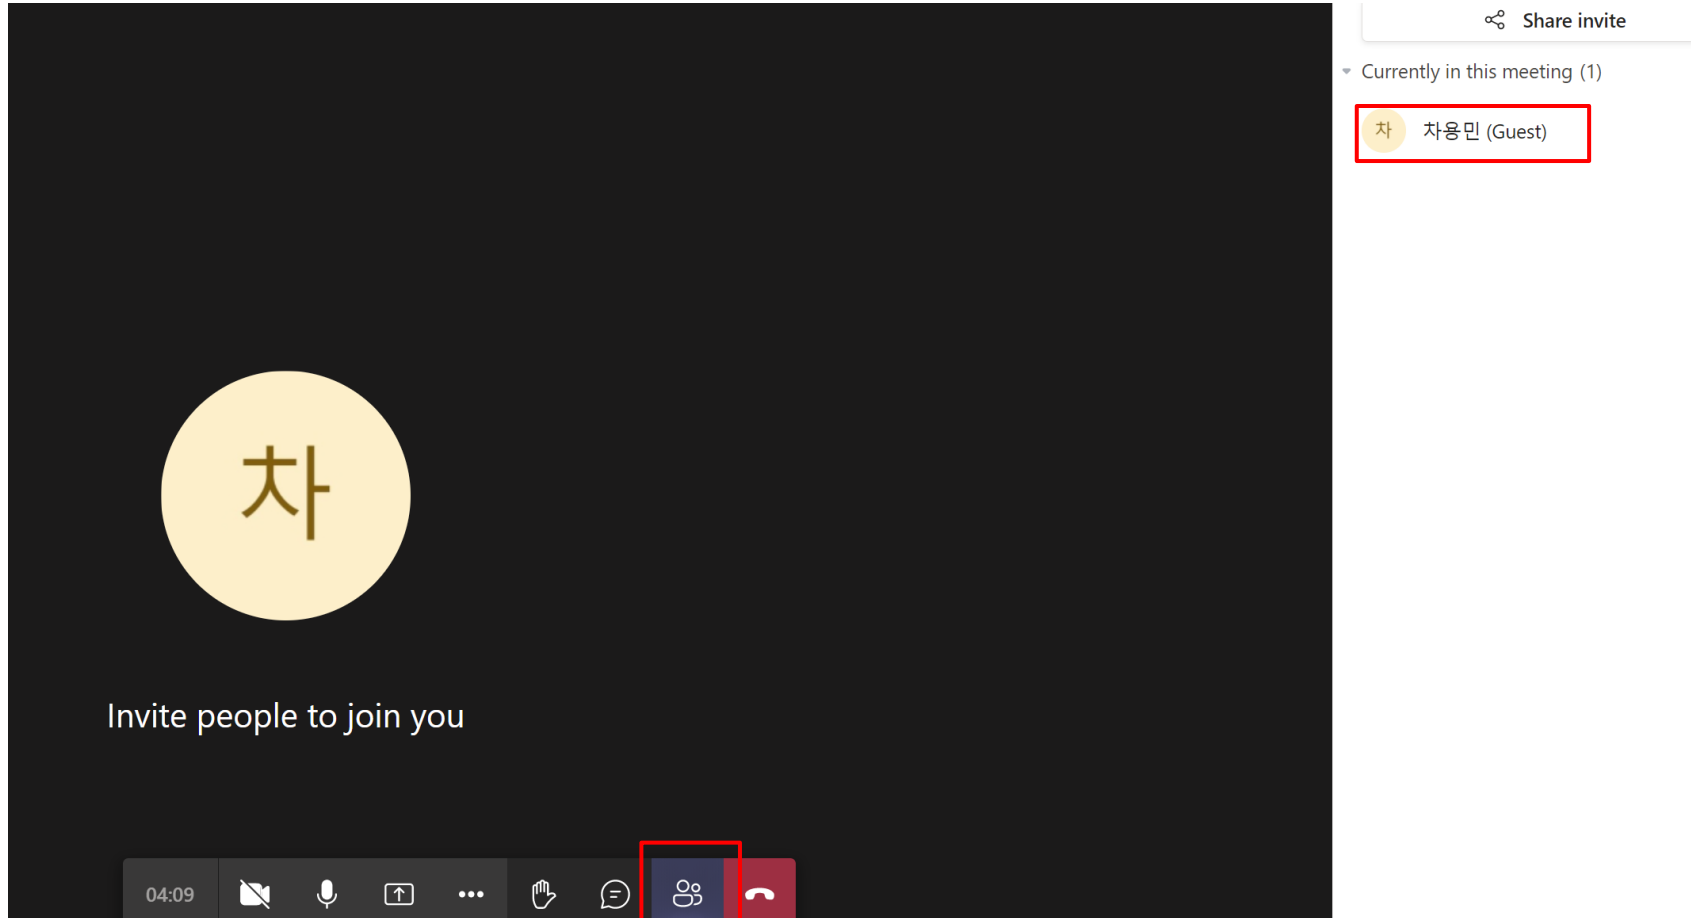 Share invite
Currently in this meeting (1)
차 차용민 (Guest)
차
Invite people to join you
04:09